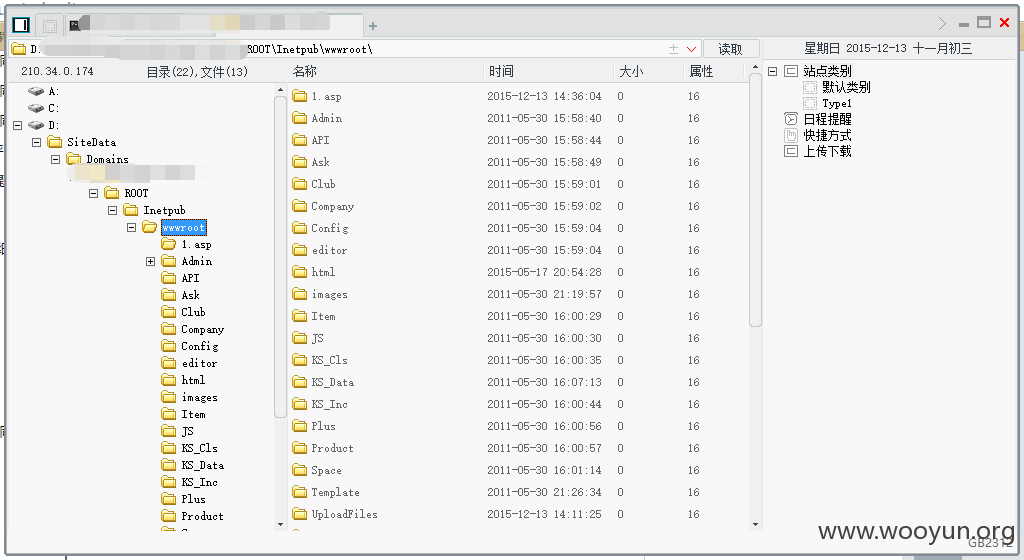 D:
ROOT\Inetpub\wwwroot\
读取
星期日 2015-12-13 十一月初三
210.34.0.174 目录(22),文件(13)
A:
C:
D:
SiteData
Domains
ROOT
Inetpub
wwwroot
1.asp
Admin
API
Ask
Club
Company
Config
editor
html
images
Item
JS
KS_Cls
KS_Data
KS_Inc
Plus
Product
名称 时间 大小 属性
1.asp 2015-12-13 14:36:04 0 16
Admin 2011-05-30 15:58:40 0 16
API 2011-05-30 15:58:44 0 16
Ask 2011-05-30 15:58:49 0 16
Club 2011-05-30 15:59:01 0 16
Company 2011-05-30 15:59:02 0 16
Config 2011-05-30 15:59:04 0 16
editor 2011-05-30 15:59:04 0 16
html 2015-05-17 20:54:28 0 16
images 2011-05-30 21:19:57 0 16
Item 2011-05-30 16:00:29 0 16
JS 2011-05-30 16:00:30 0 16
KS_Cls 2011-05-30 16:00:35 0 16
KS_Data 2011-05-30 16:07:13 0 16
KS_Inc 2011-05-30 16:00:44 0 16
Plus 2011-05-30 16:00:56 0 16
Product 2011-05-30 16:00:57 0 16
Space 2011-05-30 16:01:14 0 16
Template 2011-05-30 21:26:34 0 16
UploadFiles 2015-12-13 14:11:25 0 16
站点类别
默认类别
Type1
日程提醒
快捷方式
上传下载
www.wooyun.org
GB2312